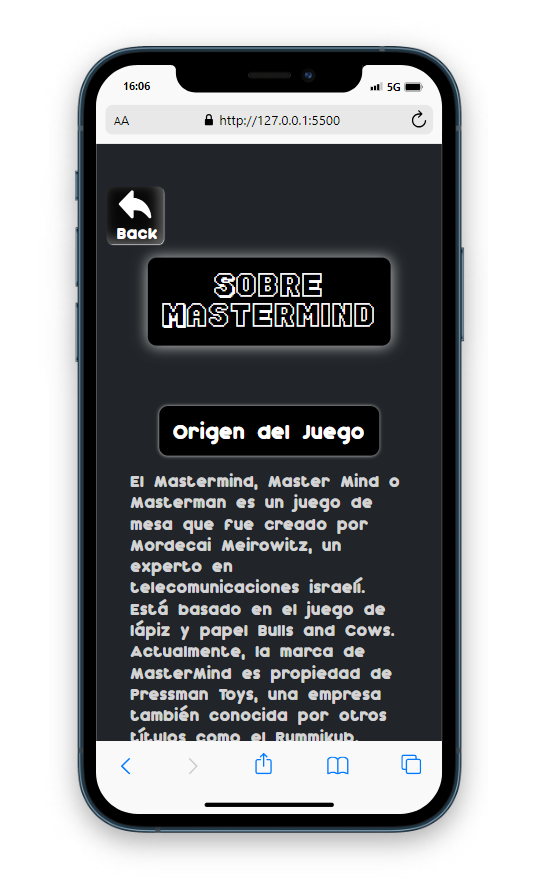 16:06
5G
AA
http://127.0.0.1:5500
Back
SOBRE
MASTERMIND
Origen del Juego
El Mastermind, Master Mind o
Masterman es un juego de
mesa que fue creado por
Mordecai Meirowitz, un
experto en
telecomunicaciones israelí.
Está basado en el juego de
lápiz y papel Bulls and Cows.
Actualmente, la marca de
MasterMind es propiedad de
Pressman Toys, una empresa
también conocida por otros
títulos como el Rummikub.